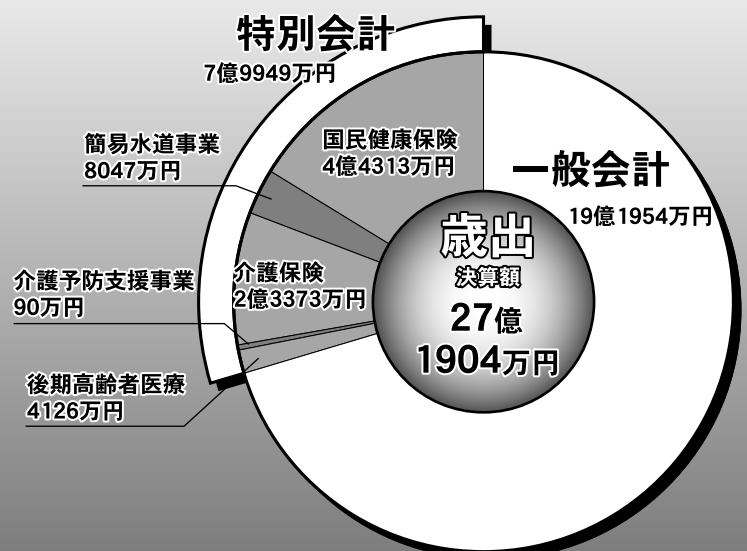 特別会計
7億9949万円
国民健康保険
4億4313万円
簡易水道事業
8047万円
介護保険
2億3373万円
介護予防支援事業
90万円
後期高齢者医療
4126万円
一般会計
19億1954万円
歳出
決算額
27億
1904万円